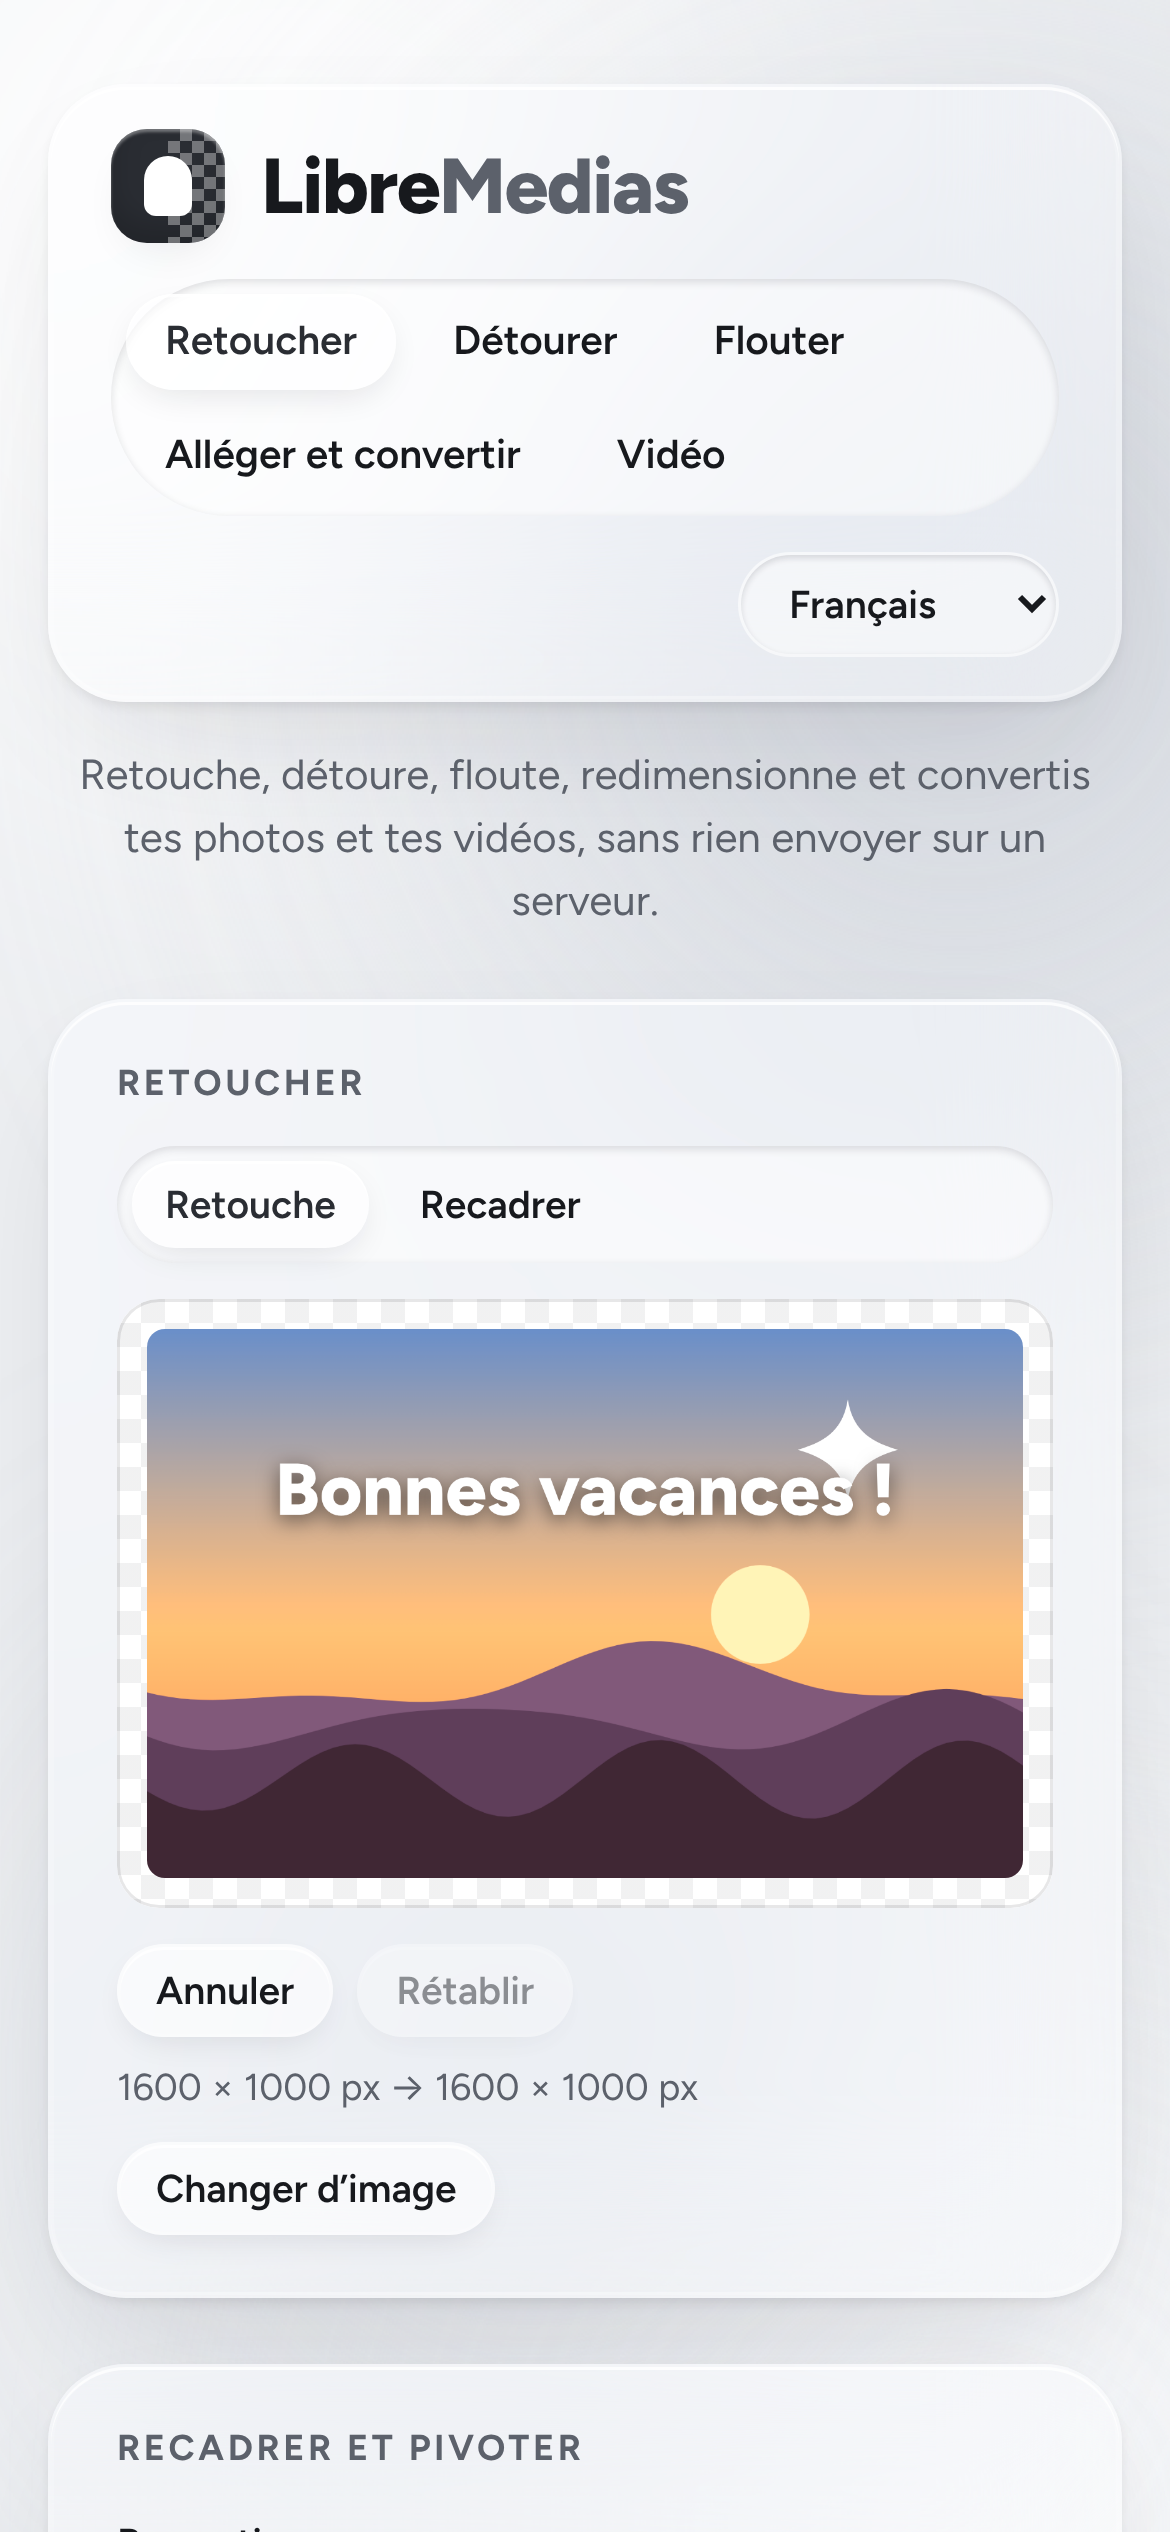 LibreMedias
Retoucher Détourer Flouter
Alléger et convertir Vidéo
Français
Retouche, détoure, floute, redimensionne et convertis
tes photos et tes vidéos, sans rien envoyer sur un
serveur.
RETOUCHER
Retouche Recadrer
Bonnes vacances !
Annuler Rétablir
1600 × 1000 px → 1600 × 1000 px
Changer d’image
RECADRER ET PIVOTER